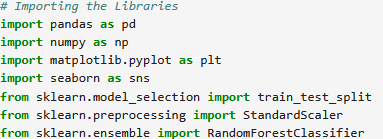 # Importing the Libraries
import pandas as pd
import numpy as np
import matplotlib.pyplot as plt
import seaborn as sns
from sklearn.model_selection import train_test_split
from sklearn.preprocessing import StandardScaler
from sklearn.ensemble import RandomForestClassifier